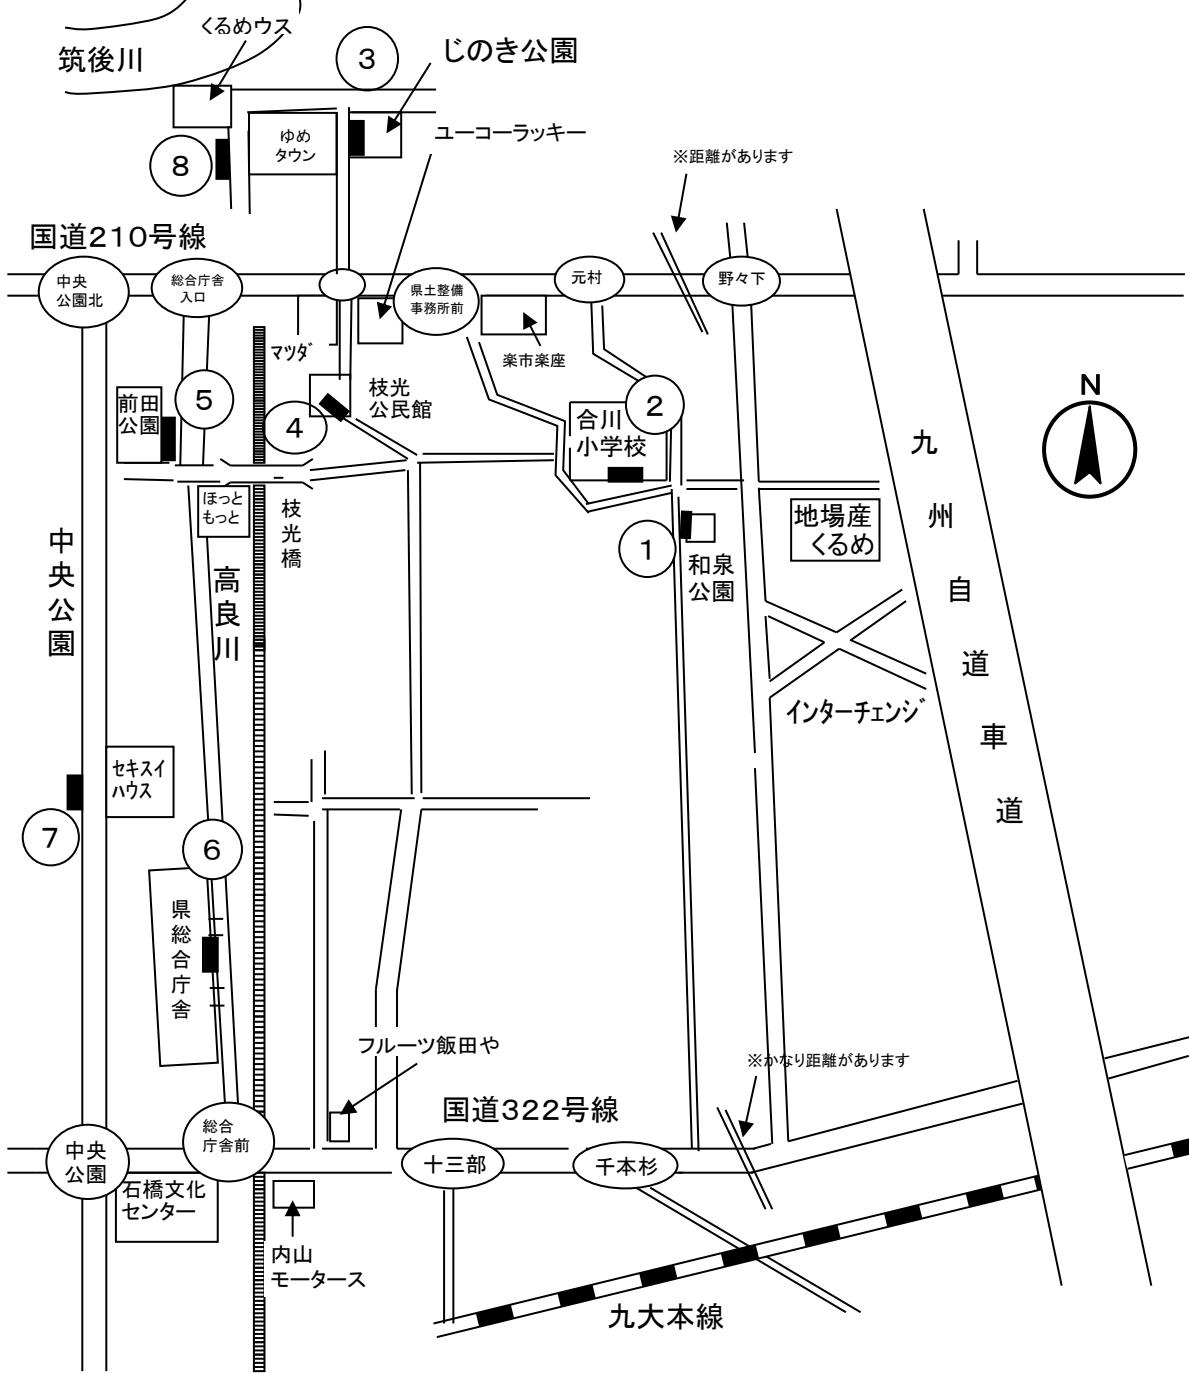 くるめウス
筑後川
3
じのき公園
ゆめ
タウン
ユーコーラッキー
8
※距離があります
国道210号線
中央
公園北
総合庁舎
入口
県土整備
事務所前
元村
野々下
マツダ
楽市楽座
N
前田
公園
5
4
枝光
公民館
2
合川
小学校
九州自動車道
ほっと
もっと
枝光橋
1
和泉
公園
地場産
くるめ
中央公園
高良川
インターチェンジ
セキスイ
ハウス
7
6
県総合庁舎
フルーツ飯田や
※かなり距離があります
国道322号線
中央
公園
総合
庁舎前
十三部
千本杉
石橋文化
センター
内山
モータース
九大本線